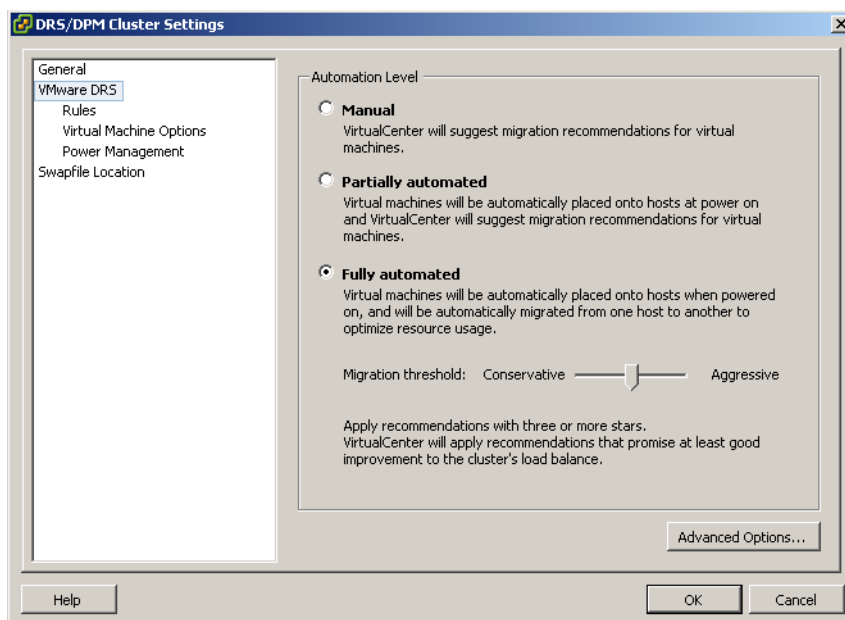 DRS/DPM Cluster Settings
General
VMware DRS
Rules
Virtual Machine Options
Power Management
Swapfile Location
Automation Level
Manual
VirtualCenter will suggest migration recommendations for virtual
machines.
Partially automated
Virtual machines will be automatically placed onto hosts at power on
and VirtualCenter will suggest migration recommendations for virtual
machines.
Fully automated
Virtual machines will be automatically placed onto hosts when powered
on, and will be automatically migrated from one host to another to
optimize resource usage.
Migration threshold: Conservative Aggressive
Apply recommendations with three or more stars.
VirtualCenter will apply recommendations that promise at least good
improvement to the cluster's load balance.
Advanced Options...
Help OK Cancel